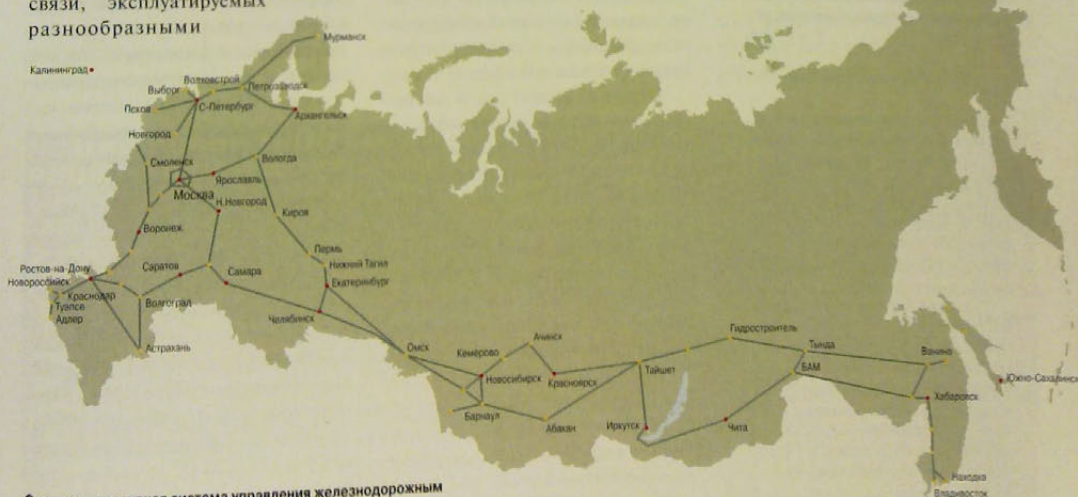 связи, эксплуатируемых
разнообразными
Мурманск
Калининград
Волховстрой
Петрозаводск
Выборг
Псков
С-Петербург
Архангельск
Новгород
Смоленск
Вологда
Ярославль
Москва
Н.Новгород
Киров
Воронеж
Пермь
Нижний Тагил
Ростов-на-Дону
Саратов
Самара
Екатеринбург
Новороссийск
Краснодар
Волгоград
Туапсе
Адлер
Челябинск
Астрахань
Омск
Кемерово
Ачинск
Гидростроитель
Тында
Ванино
Новосибирск
Красноярск
Тайшет
БАМ
Южно-Сахалинск
Хабаровск
Барнаул
Абакан
Иркутск
Чита
Находка
Владивосток
система управления железнодорожным